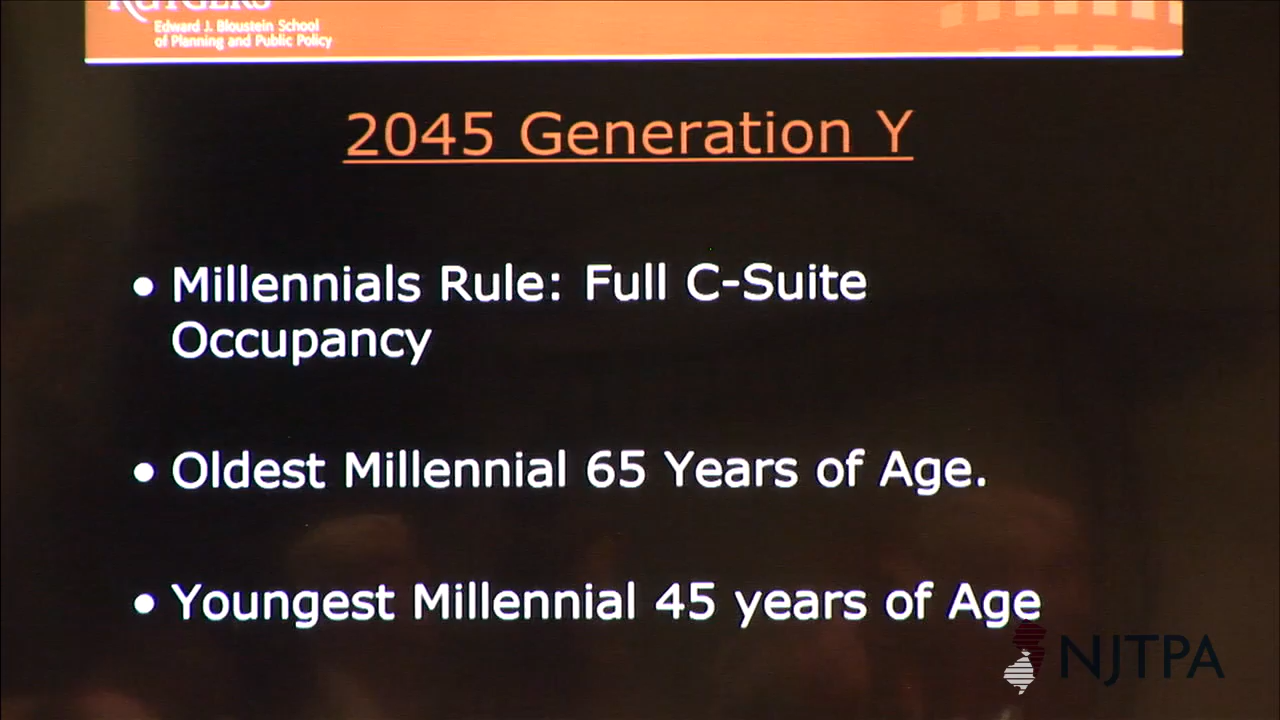 RUTGERS
Edward J. Bloustein School
of Planning and Public Policy
2045 Generation Y
• Millennials Rule: Full C-Suite
Occupancy
• Oldest Millennial 65 Years of Age.
• Youngest Millennial 45 years of Age
NJTPA